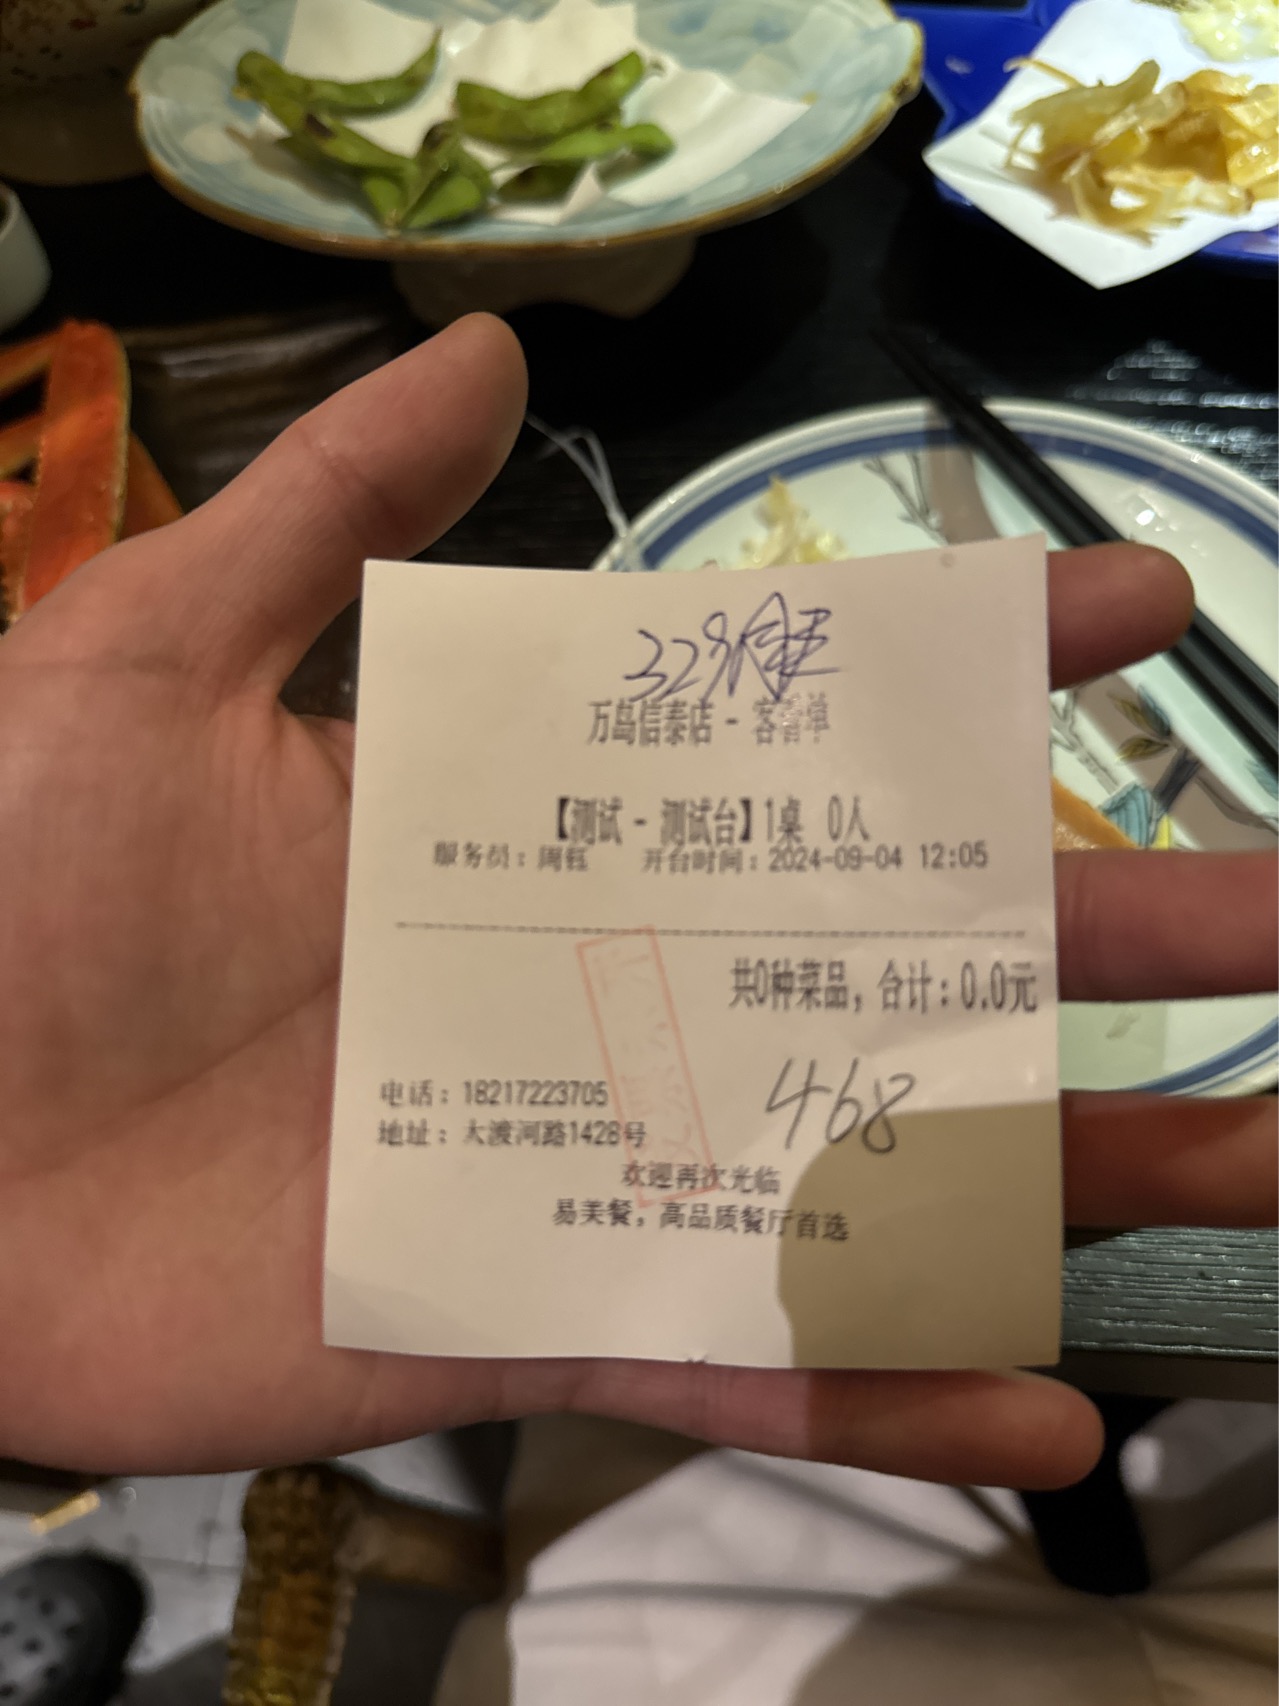 329
万岛信泰店 - 客看单
【测试 - 测试台】1桌 0人
服务员：周钰 开台时间：2024-09-04 12:05
共0种菜品，合计：0.0元
468
电话：18217223705
地址：大渡河路1428号
欢迎再次光临
易美餐，高品质餐厅首选